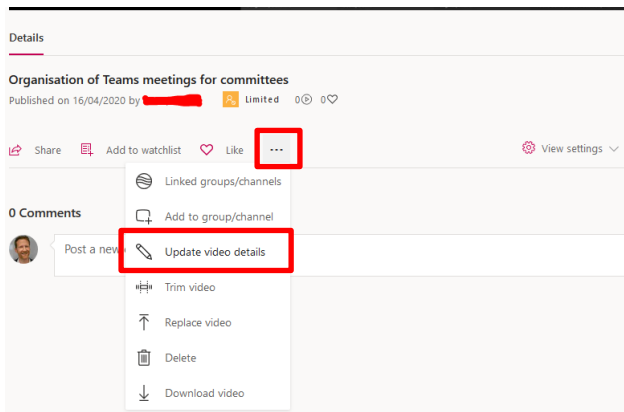 Details
Organisation of Teams meetings for committees
Published on 16/04/2020 by Limited 0 0
Share Add to watchlist Like ... View settings
Linked groups/channels
0 Comments
Add to group/channel
Post a new
Update video details
Trim video
Replace video
Delete
Download video